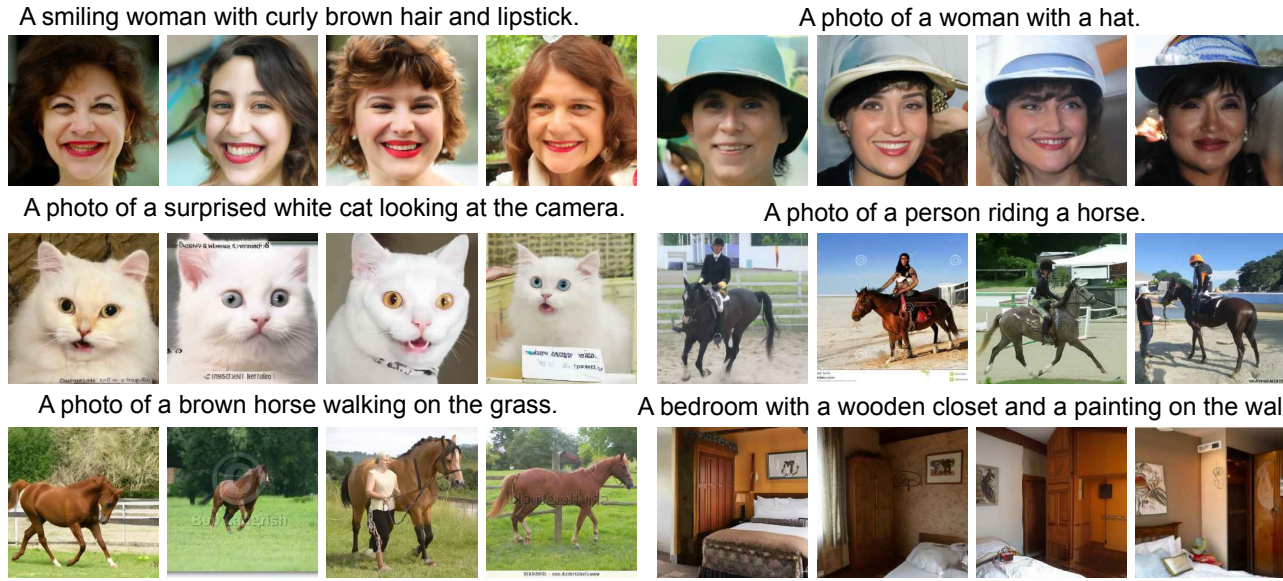 A smiling woman with curly brown hair and lipstick.
A photo of a woman with a hat.
A photo of a surprised white cat looking at the camera.
A photo of a person riding a horse.
A photo of a brown horse walking on the grass.
A bedroom with a wooden closet and a painting on the wal